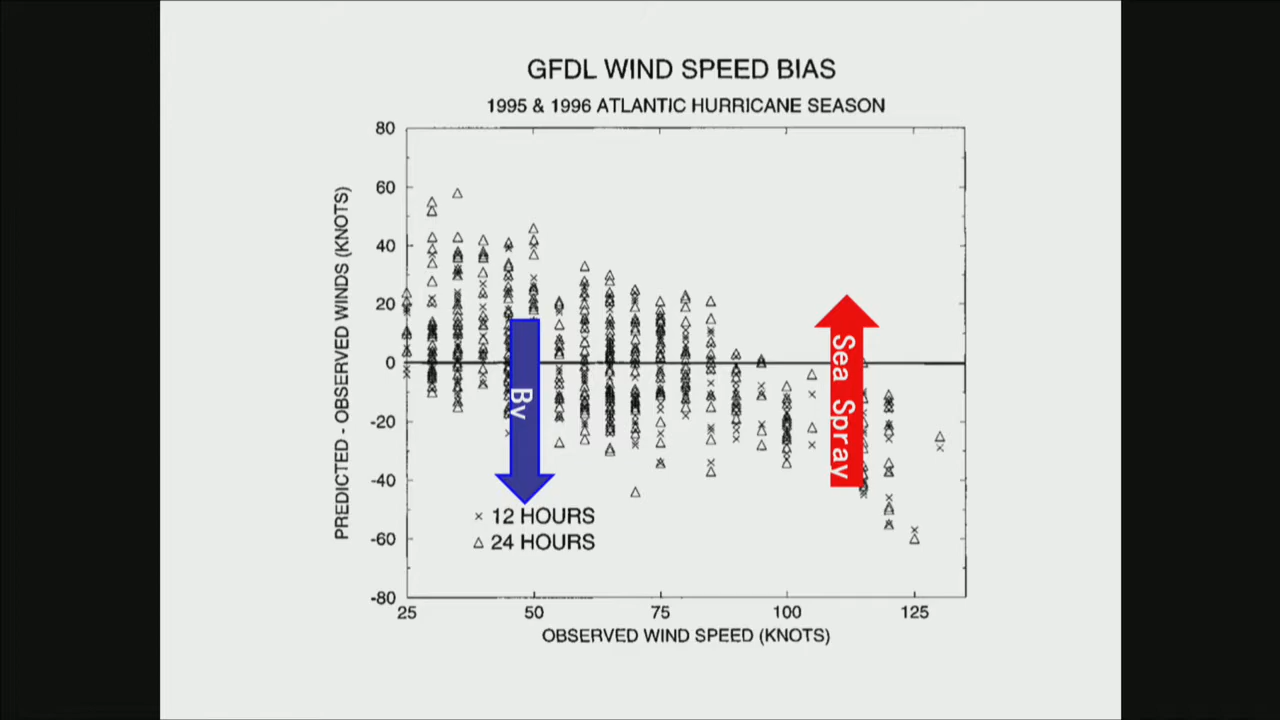 GFDL WIND SPEED BIAS
1995 & 1996 ATLANTIC HURRICANE SEASON
PREDICTED - OBSERVED WINDS (KNOTS)
80
60
40
20
0
-20
-40
-60
-80
Bv
Sea Spray
× 12 HOURS
△ 24 HOURS
25 50 75 100 125
OBSERVED WIND SPEED (KNOTS)